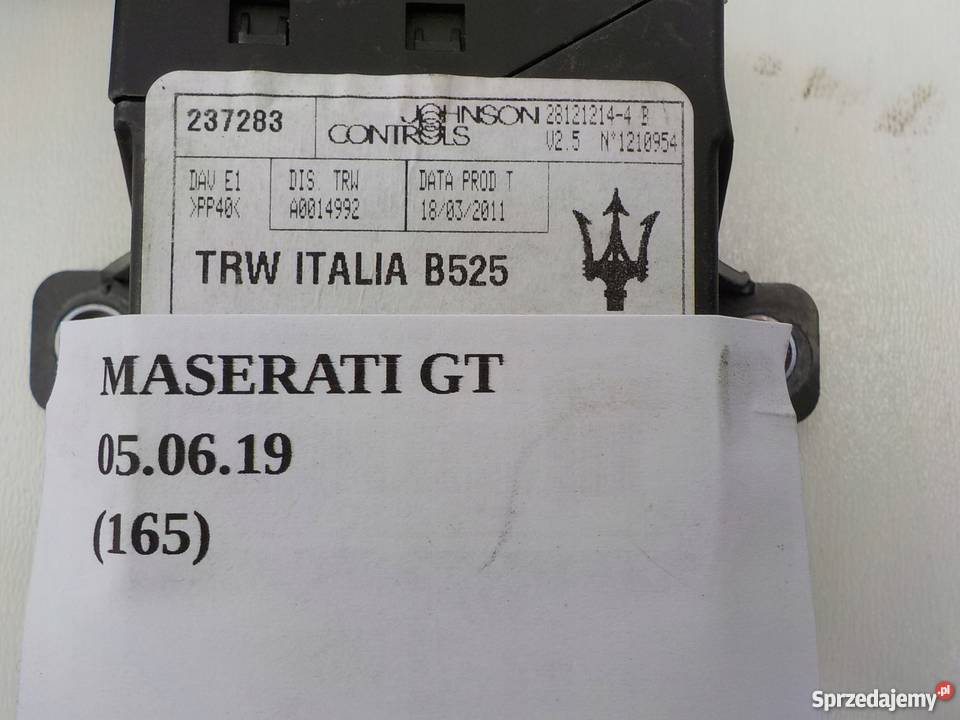 237283
JOHNSON CONTROLS
28121214-4 B
V2.5 N°1210954
DAV E1
>PP40<
DIS. TRW
A0014992
DATA PROD T
18/03/2011
TRW ITALIA B525
MASERATI GT
05.06.19
(165)
Sprzedajemy.pl